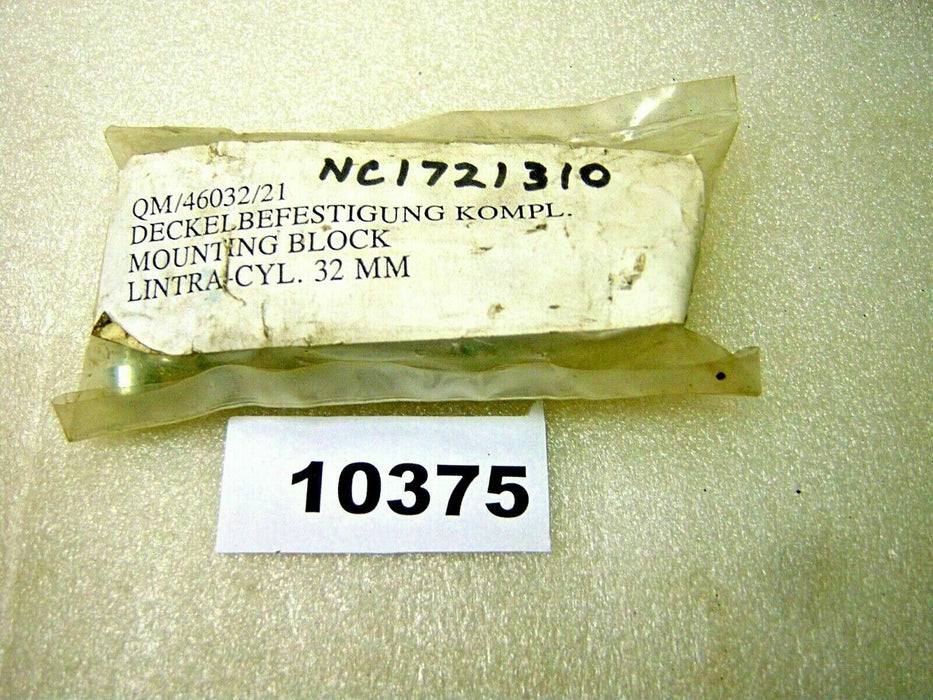 NC1721310
QM/46032/21
DECKELBEFESTIGUNG KOMPL.
MOUNTING BLOCK
LINTRA-CYL. 32 MM
10375